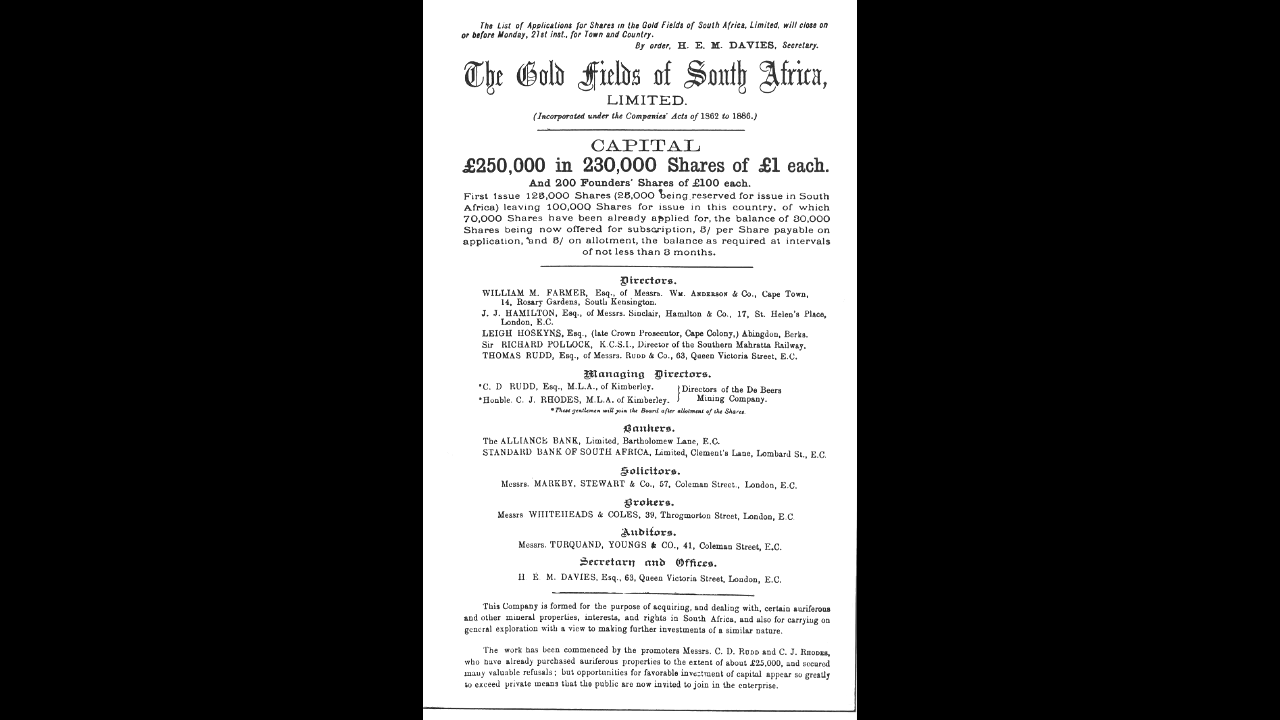 The List of Applications for Shares in the Gold Fields of South Africa, Limited, will close on
or before Monday, 21st inst., for Town and Country.
By order, H. E. M. DAVIES, Secretary.
The Gold Fields of South Africa,
LIMITED.
(Incorporated under the Companies' Acts of 1862 to 1886.)
CAPITAL
£250,000 in 230,000 Shares of £1 each.
And 200 Founders' Shares of £100 each.
First Issue 125,000 Shares (25,000 being reserved for issue in South
Africa) leaving 100,000 Shares for issue in this country, of which
70,000 Shares have been already applied for, the balance of 30,000
Shares being now offered for subscription, 5/ per Share payable on
application, and 5/ on allotment, the balance as required at intervals
of not less than 3 months.
Directors.
WILLIAM M. FARMER, Esq., of Messrs. WM. ANDERSON & Co., Cape Town,
14, Rosary Gardens, South Kensington.
J. J. HAMILTON, Esq., of Messrs. Sinclair, Hamilton & Co., 17, St. Helen's Place,
London, E.C.
LEIGH HOSKYNS, Esq., (late Crown Prosecutor, Cape Colony,) Abingdon, Berks.
Sir RICHARD POLLOCK, K.C.S.I., Director of the Southern Mahratta Railway.
THOMAS RUDD, Esq., of Messrs. RUDD & Co., 63, Queen Victoria Street, E.C.
Managing Directors.
*C. D RUDD, Esq., M.L.A., of Kimberley. } Directors of the De Beers
*Honble. C. J. RHODES, M.L.A. of Kimberley. } Mining Company.
*These gentlemen will join the Board after allotment of the Shares.
Bankers.
The ALLIANCE BANK, Limited, Bartholomew Lane, E.C.
STANDARD BANK OF SOUTH AFRICA, Limited, Clement's Lane, Lombard St., E.C.
Solicitors.
Messrs. MARKBY, STEWART & Co., 57, Coleman Street., London, E.C.
Brokers.
Messrs WHITEHEADS & COLES, 39, Throgmorton Street, London, E.C.
Auditors.
Messrs. TURQUAND, YOUNGS & CO., 41, Coleman Street, E.C.
Secretary and Offices.
H E M. DAVIES, Esq., 63, Queen Victoria Street, London, E.C.
This Company is formed for the purpose of acquiring, and dealing with, certain auriferous
and other mineral properties, interests, and rights in South Africa, and also for carrying on
general exploration with a view to making further investments of a similar nature.
The work has been commenced by the promoters Messrs. C. D. RUDD and C. J. RHODES,
who have already purchased auriferous properties to the extent of about £25,000, and secured
many valuable refusals; but opportunities for favorable investment of capital appear so greatly
to exceed private means that the public are now invited to join in the enterprise.